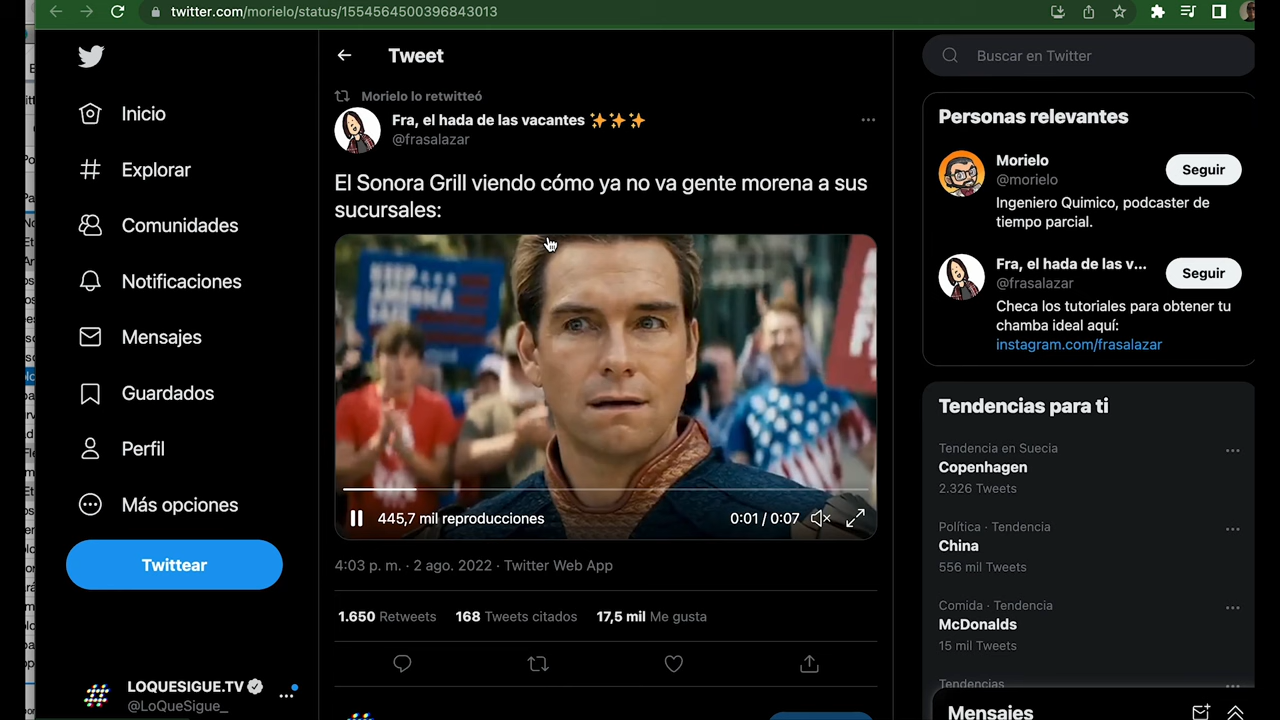 twitter.com/morielo/status/1554564500396843013
Inicio
Explorar
Comunidades
Notificaciones
Mensajes
Guardados
Perfil
Más opciones
Twittear
LOQUESIGUE.TV
@LoQueSigue_
Tweet
Morielo lo retwitteó
Fra, el hada de las vacantes ✨✨✨
@frasalazar
El Sonora Grill viendo cómo ya no va gente morena a sus
sucursales:
445,7 mil reproducciones
0:01 / 0:07
4:03 p. m. · 2 ago. 2022 · Twitter Web App
1.650 Retweets 168 Tweets citados 17,5 mil Me gusta
Buscar en Twitter
Personas relevantes
Morielo
@morielo
Seguir
Ingeniero Quimico, podcaster de
tiempo parcial.
Fra, el hada de las v...
@frasalazar
Seguir
Checa los tutoriales para obtener tu
chamba ideal aquí:
instagram.com/frasalazar
Tendencias para ti
Tendencia en Suecia
Copenhagen
2.326 Tweets
Política · Tendencia
China
556 mil Tweets
Comida · Tendencia
McDonalds
15 mil Tweets
Tendencias
Mensajes